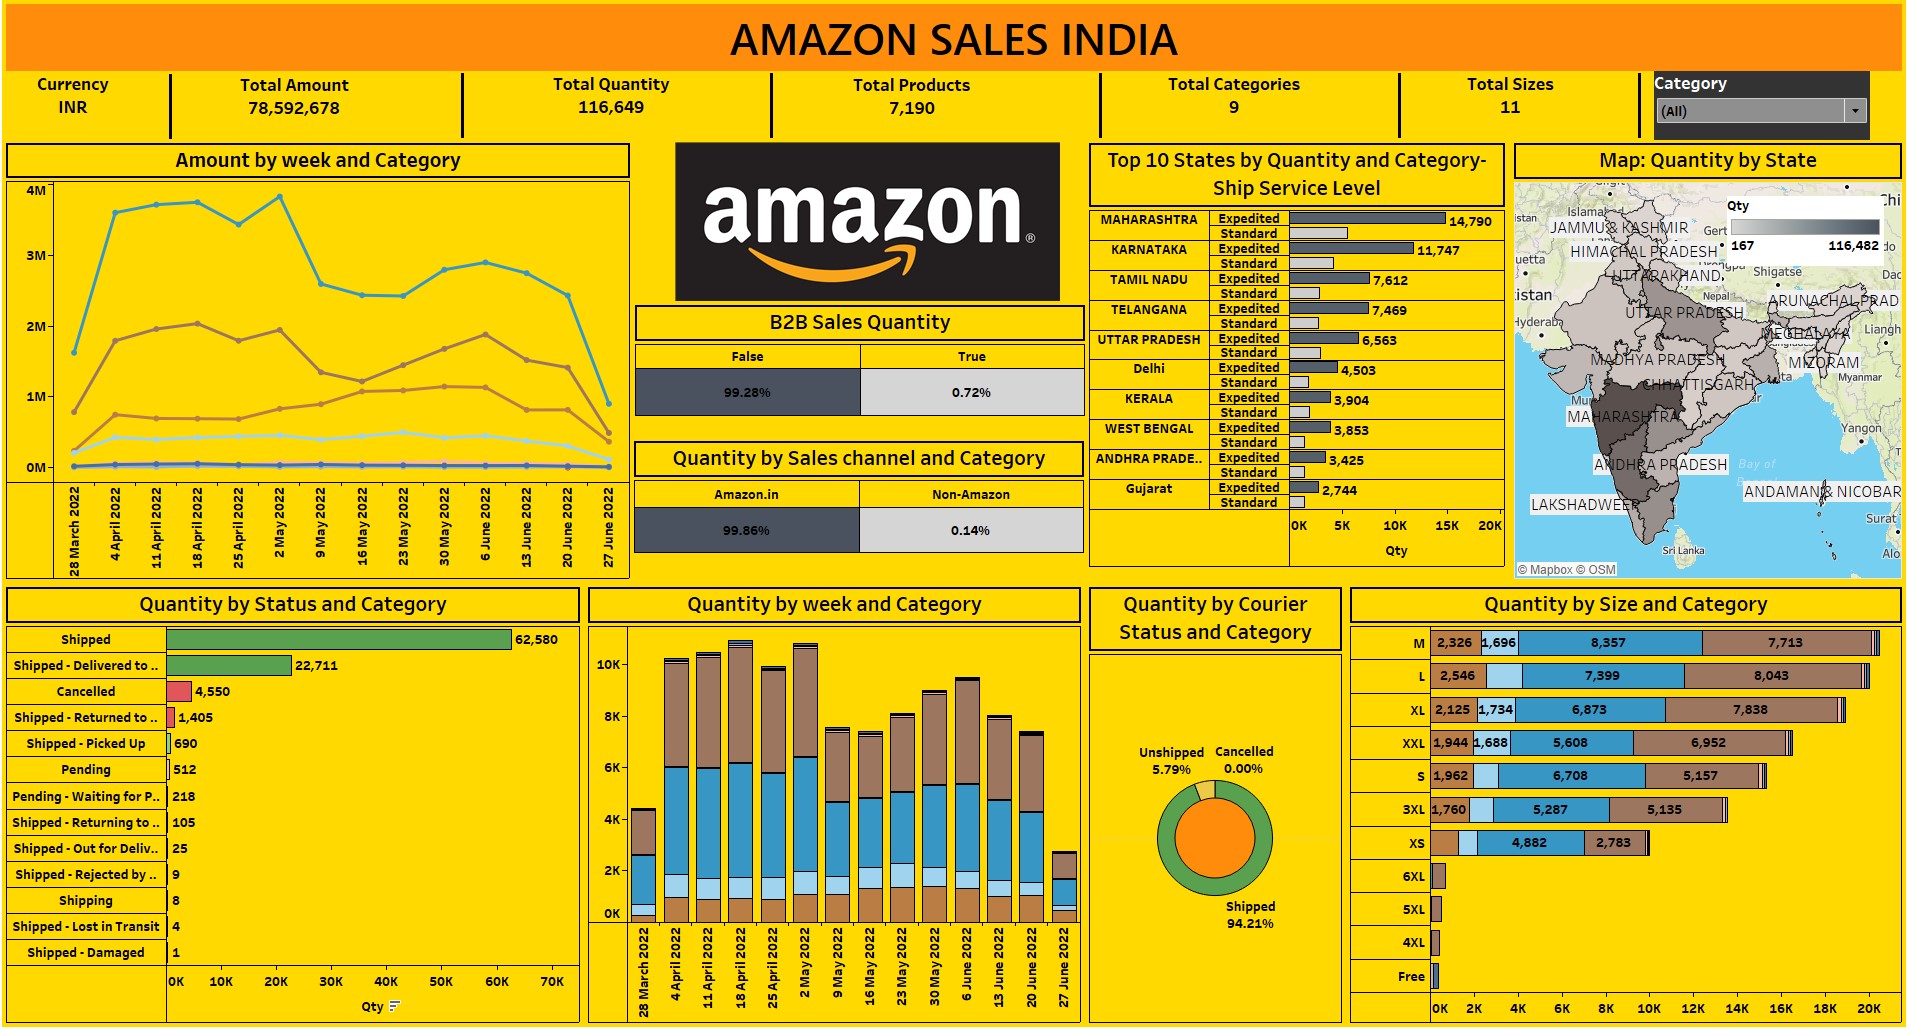 AMAZON SALES INDIA
Currency
INR
Total Amount
78,592,678
Total Quantity
116,649
Total Products
7,190
Total Categories
9
Total Sizes
11
Category
(All)
Amount by week and Category
4M
3M
2M
1M
0M
28 March 2022
4 April 2022
11 April 2022
18 April 2022
25 April 2022
2 May 2022
9 May 2022
16 May 2022
23 May 2022
30 May 2022
6 June 2022
13 June 2022
20 June 2022
27 June 2022
amazon®
B2B Sales Quantity
False True
99.28% 0.72%
Quantity by Sales channel and Category
Amazon.in Non-Amazon
99.86% 0.14%
Top 10 States by Quantity and Category-
Ship Service Level
MAHARASHTRA Expedited 14,790
Standard
KARNATAKA Expedited 11,747
Standard
TAMIL NADU Expedited 7,612
Standard
TELANGANA Expedited 7,469
Standard
UTTAR PRADESH Expedited 6,563
Standard
Delhi Expedited 4,503
Standard
KERALA Expedited 3,904
Standard
WEST BENGAL Expedited 3,853
Standard
ANDHRA PRADE.. Expedited 3,425
Standard
Gujarat Expedited 2,744
Standard
0K 5K 10K 15K 20K
Qty
Map: Quantity by State
Qty
167 116,482
JAMMU & KASHMIR
HIMACHAL PRADESH
UTTARAKHAND
Shigatse
Nepal
ARUNACHAL PRAD
UTTAR PRADESH
MEGHALAYA
MADHYA PRADESH
MIZORAM
Myanmar
CHHATTISGARH
MAHARASHTRA
Yangon
ANDHRA PRADESH
Bay of
LAKSHADWEEP
ANDAMAN & NICOBAR
Surat
Sri Lanka
© Mapbox © OSM
Quantity by Status and Category
Shipped 62,580
Shipped - Delivered to .. 22,711
Cancelled 4,550
Shipped - Returned to .. 1,405
Shipped - Picked Up 690
Pending 512
Pending - Waiting for P.. 218
Shipped - Returning to .. 105
Shipped - Out for Deliv.. 25
Shipped - Rejected by .. 9
Shipping 8
Shipped - Lost in Transit 4
Shipped - Damaged 1
0K 10K 20K 30K 40K 50K 60K 70K
Qty
Quantity by week and Category
10K
8K
6K
4K
2K
0K
28 March 2022
4 April 2022
11 April 2022
18 April 2022
25 April 2022
2 May 2022
9 May 2022
16 May 2022
23 May 2022
30 May 2022
6 June 2022
13 June 2022
20 June 2022
27 June 2022
Quantity by Courier
Status and Category
Unshipped
5.79%
Cancelled
0.00%
Shipped
94.21%
Quantity by Size and Category
M 2,326 1,696 8,357 7,713
L 2,546 7,399 8,043
XL 2,125 1,734 6,873 7,838
XXL 1,944 1,688 5,608 6,952
S 1,962 6,708 5,157
3XL 1,760 5,287 5,135
XS 4,882 2,783
6XL
5XL
4XL
Free
0K 2K 4K 6K 8K 10K 12K 14K 16K 18K 20K